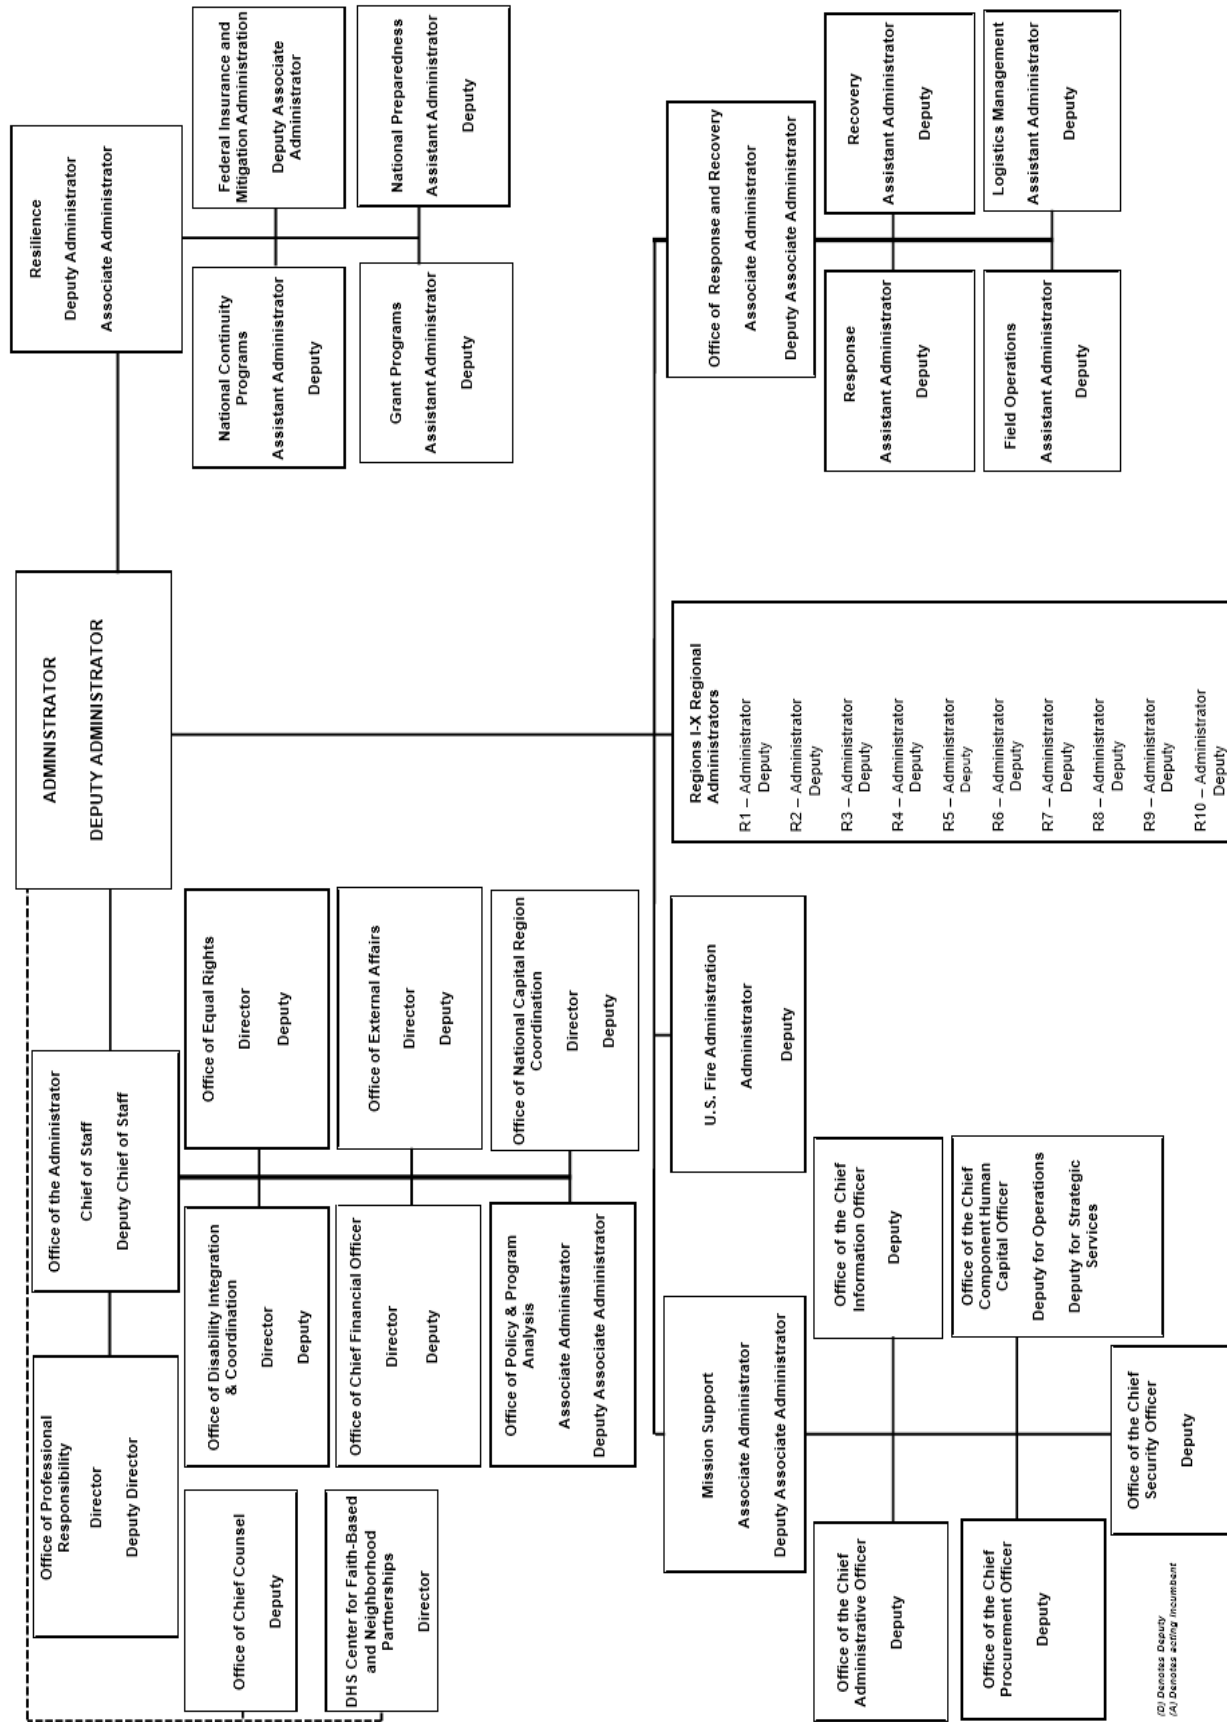 ADMINISTRATOR
DEPUTY ADMINISTRATOR
Office of Professional
Responsibility
Director
Deputy Director
Office of the Administrator
Chief of Staff
Deputy Chief of Staff
Resilience
Deputy Administrator
Associate Administrator
Office of Chief Counsel
Deputy
DHS Center for Faith-Based
and Neighborhood
Partnerships
Director
Office of Disability Integration
& Coordination
Director
Deputy
Office of Equal Rights
Director
Deputy
Office of Chief Financial Officer
Director
Deputy
Office of External Affairs
Director
Deputy
Office of Policy & Program
Analysis
Associate Administrator
Deputy Associate Administrator
Office of National Capital Region
Coordination
Director
Deputy
National Continuity
Programs
Assistant Administrator
Deputy
Federal Insurance and
Mitigation Administration
Deputy Associate
Administrator
Grant Programs
Assistant Administrator
Deputy
National Preparedness
Assistant Administrator
Deputy
Mission Support
Associate Administrator
Deputy Associate Administrator
U.S. Fire Administration
Administrator
Deputy
Regions I-X Regional
Administrators
R1 – Administrator
Deputy
R2 – Administrator
Deputy
R3 – Administrator
Deputy
R4 – Administrator
Deputy
R5 – Administrator
Deputy
R6 – Administrator
Deputy
R7 – Administrator
Deputy
R8 – Administrator
Deputy
R9 – Administrator
Deputy
R10 – Administrator
Deputy
Office of Response and Recovery
Associate Administrator
Deputy Associate Administrator
Office of the Chief
Administrative Officer
Deputy
Office of the Chief
Information Officer
Deputy
Office of the Chief
Procurement Officer
Deputy
Office of the Chief
Component Human
Capital Officer
Deputy for Operations
Deputy for Strategic
Services
Office of the Chief
Security Officer
Deputy
Response
Assistant Administrator
Deputy
Recovery
Assistant Administrator
Deputy
Field Operations
Assistant Administrator
Deputy
Logistics Management
Assistant Administrator
Deputy
(D) Denotes Deputy
(A) Denotes acting incumbent